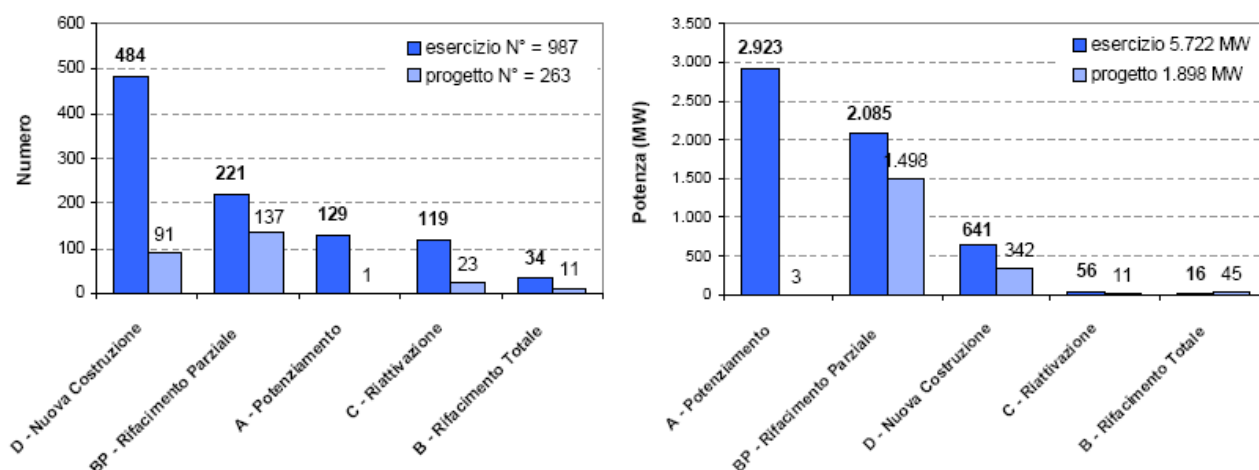 600
500
400
300
200
100
0
Numero
484
91
221
137
129
1
119
23
34
11
esercizio N° = 987
progetto N° = 263
D - Nuova Costruzione
BP - Rifacimento Parziale
A - Potenziamento
C - Riattivazione
B - Rifacimento Totale
3.500
3.000
2.500
2.000
1.500
1.000
500
0
Potenza (MW)
2.923
3
2.085
1.498
641
342
56
11
16
45
esercizio 5.722 MW
progetto 1.898 MW
A - Potenziamento
BP - Rifacimento Parziale
D - Nuova Costruzione
C - Riattivazione
B - Rifacimento Totale